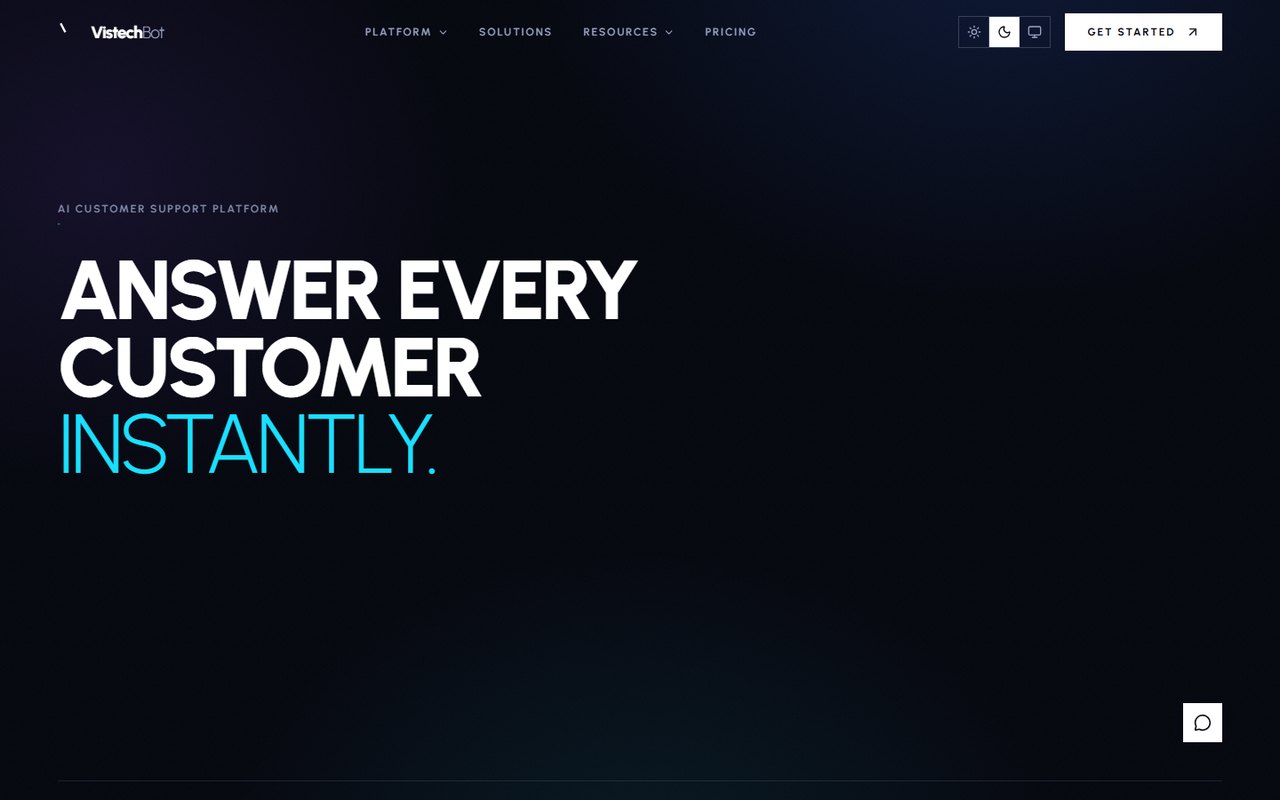 VistechBot
PLATFORM
SOLUTIONS
RESOURCES
PRICING
GET STARTED
AI CUSTOMER SUPPORT PLATFORM
ANSWER EVERY
CUSTOMER
INSTANTLY.